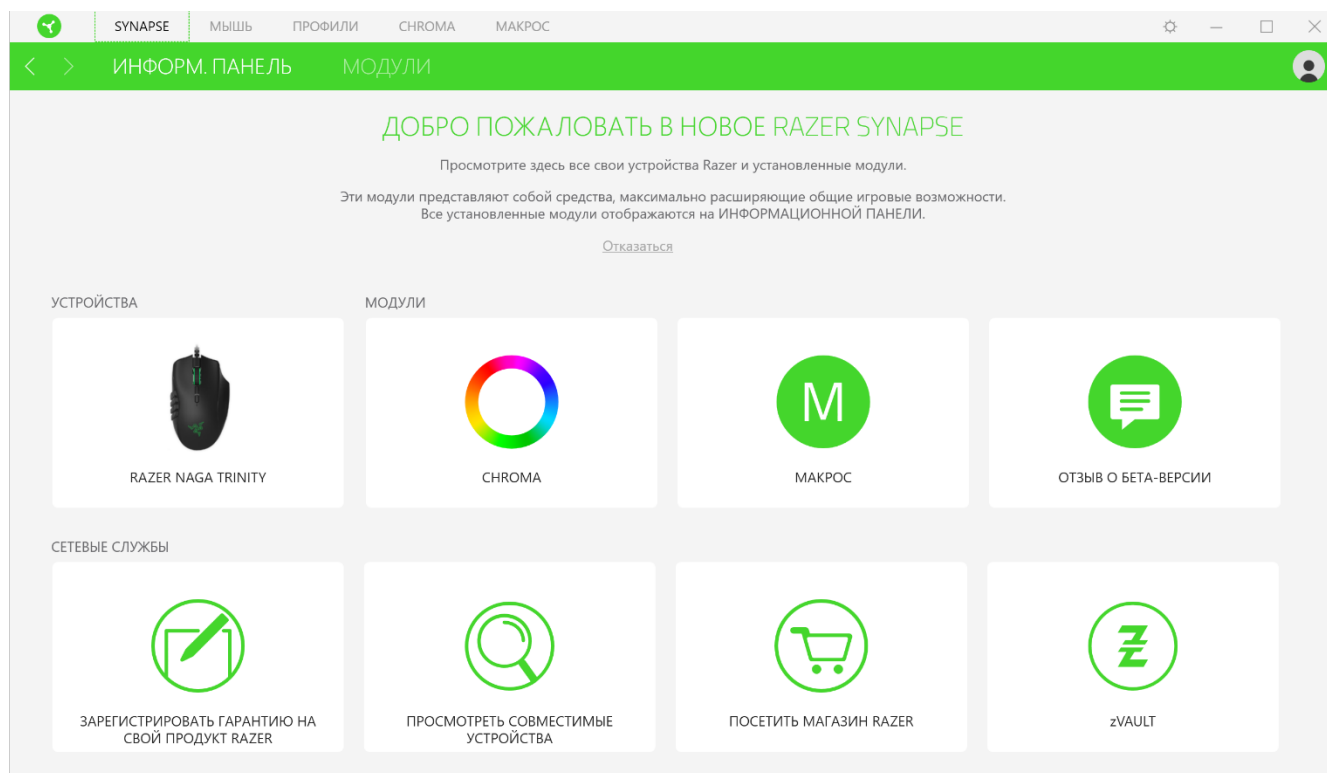 SYNAPSE МЫШЬ ПРОФИЛИ CHROMA МАКРОС
ИНФОРМ. ПАНЕЛЬ МОДУЛИ
ДОБРО ПОЖАЛОВАТЬ В НОВОЕ RAZER SYNAPSE
Просмотрите здесь все свои устройства Razer и установленные модули.
Эти модули представляют собой средства, максимально расширяющие общие игровые возможности.
Все установленные модули отображаются на ИНФОРМАЦИОННОЙ ПАНЕЛИ.
Отказаться
УСТРОЙСТВА МОДУЛИ
M
RAZER NAGA TRINITY CHROMA МАКРОС ОТЗЫВ О БЕТА-ВЕРСИИ
СЕТЕВЫЕ СЛУЖБЫ
ЗАРЕГИСТРИРОВАТЬ ГАРАНТИЮ НА
СВОЙ ПРОДУКТ RAZER
ПРОСМОТРЕТЬ СОВМЕСТИМЫЕ
УСТРОЙСТВА
ПОСЕТИТЬ МАГАЗИН RAZER
zVAULT